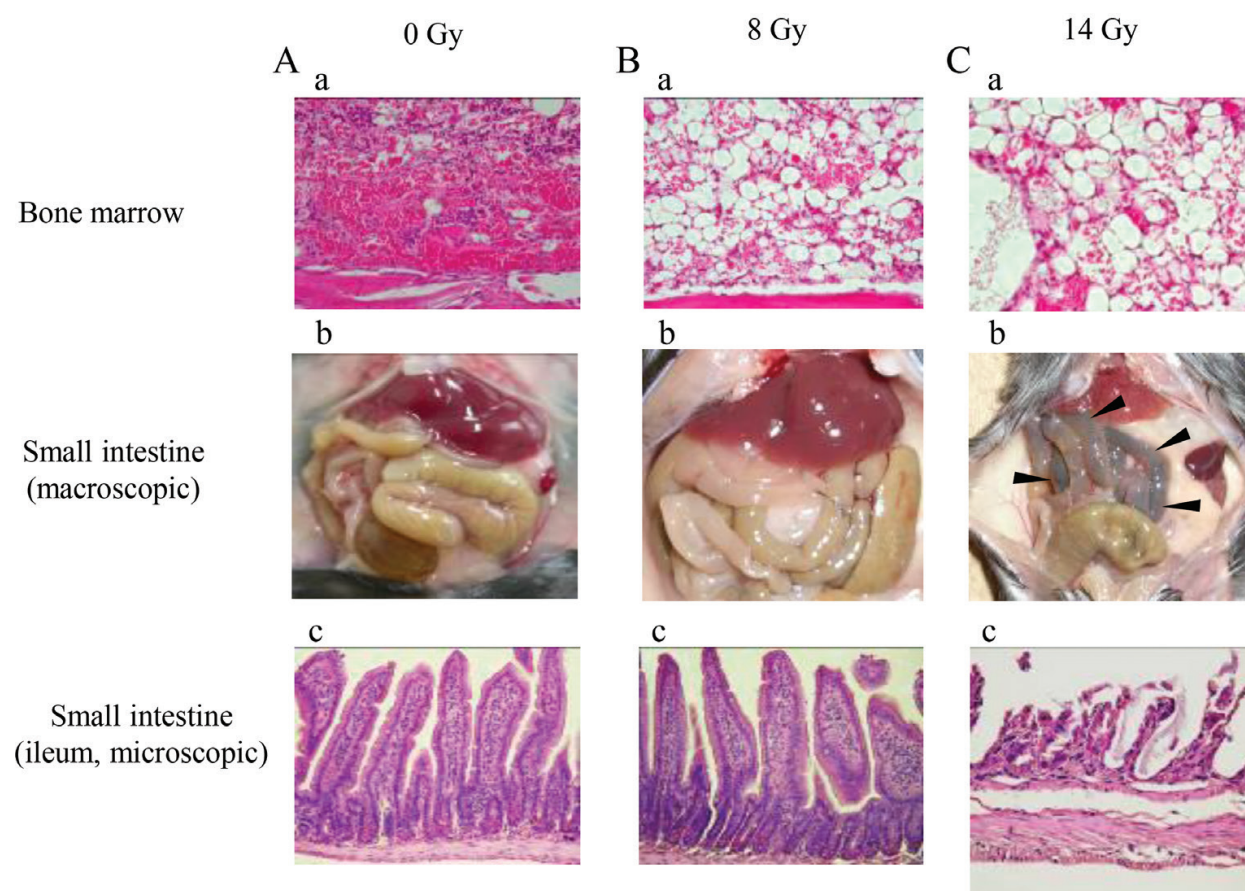 0 Gy
8 Gy
14 Gy
A
B
C
a
a
a
Bone marrow
b
b
b
Small intestine
(macroscopic)
c
c
c
Small intestine
(ileum, microscopic)